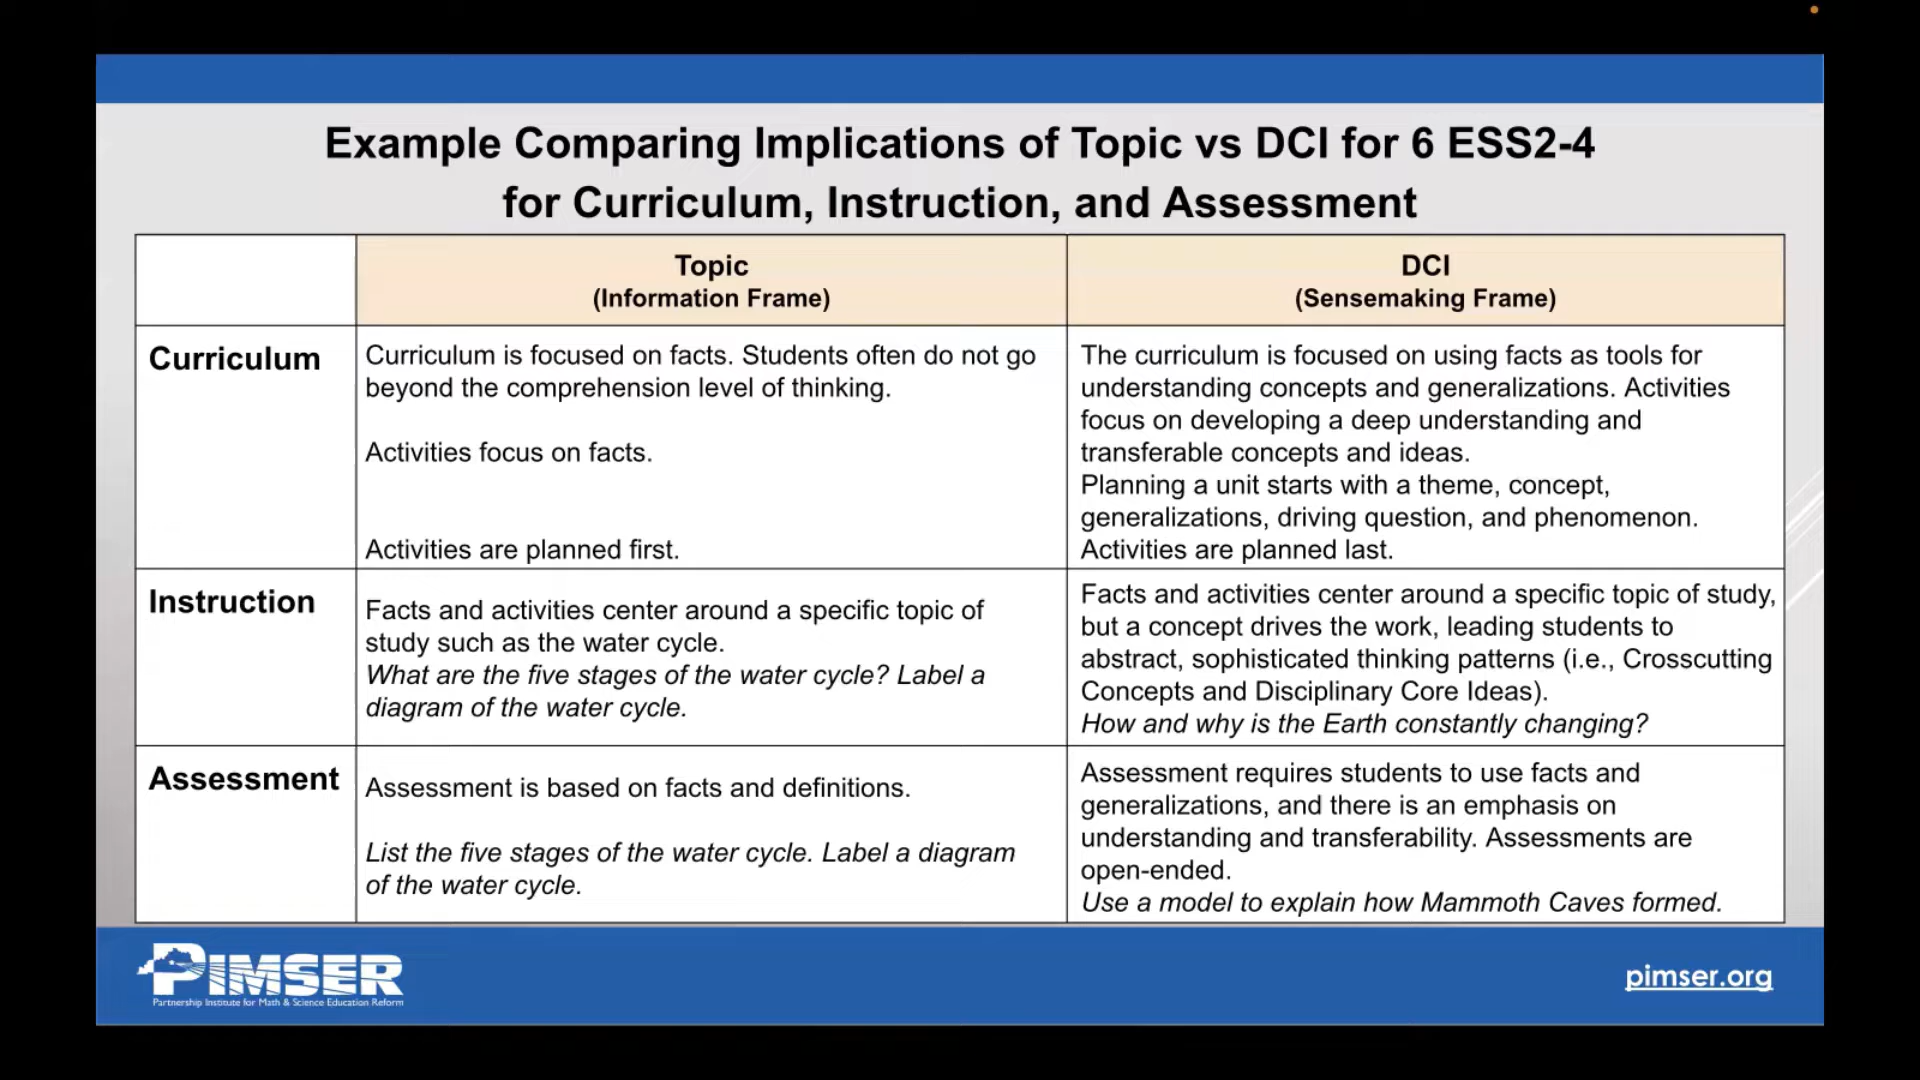 Example Comparing Implications of Topic vs DCI for 6 ESS2-4
for Curriculum, Instruction, and Assessment
Topic
(Information Frame)
DCI
(Sensemaking Frame)
Curriculum
Curriculum is focused on facts. Students often do not go
beyond the comprehension level of thinking.
Activities focus on facts.
Activities are planned first.
The curriculum is focused on using facts as tools for
understanding concepts and generalizations. Activities
focus on developing a deep understanding and
transferable concepts and ideas.
Planning a unit starts with a theme, concept,
generalizations, driving question, and phenomenon.
Activities are planned last.
Instruction
Facts and activities center around a specific topic of
study such as the water cycle.
What are the five stages of the water cycle? Label a
diagram of the water cycle.
Facts and activities center around a specific topic of study,
but a concept drives the work, leading students to
abstract, sophisticated thinking patterns (i.e., Crosscutting
Concepts and Disciplinary Core Ideas).
How and why is the Earth constantly changing?
Assessment
Assessment is based on facts and definitions.
List the five stages of the water cycle. Label a diagram
of the water cycle.
Assessment requires students to use facts and
generalizations, and there is an emphasis on
understanding and transferability. Assessments are
open-ended.
Use a model to explain how Mammoth Caves formed.
PIMSER
Partnership Institute for Math & Science Education Reform
pimser.org